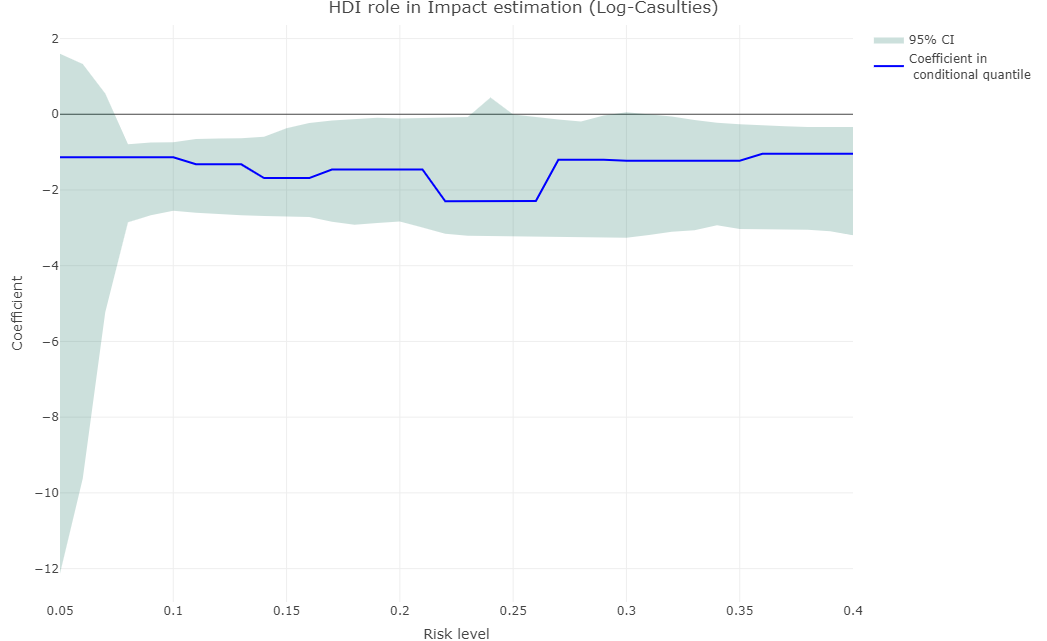 HDI role in Impact estimation (Log-Casulties)
95% CI
Coefficient in
conditional quantile
2
0
−2
−4
−6
−8
−10
−12
Coefficient
0.05 0.1 0.15 0.2 0.25 0.3 0.35 0.4
Risk level